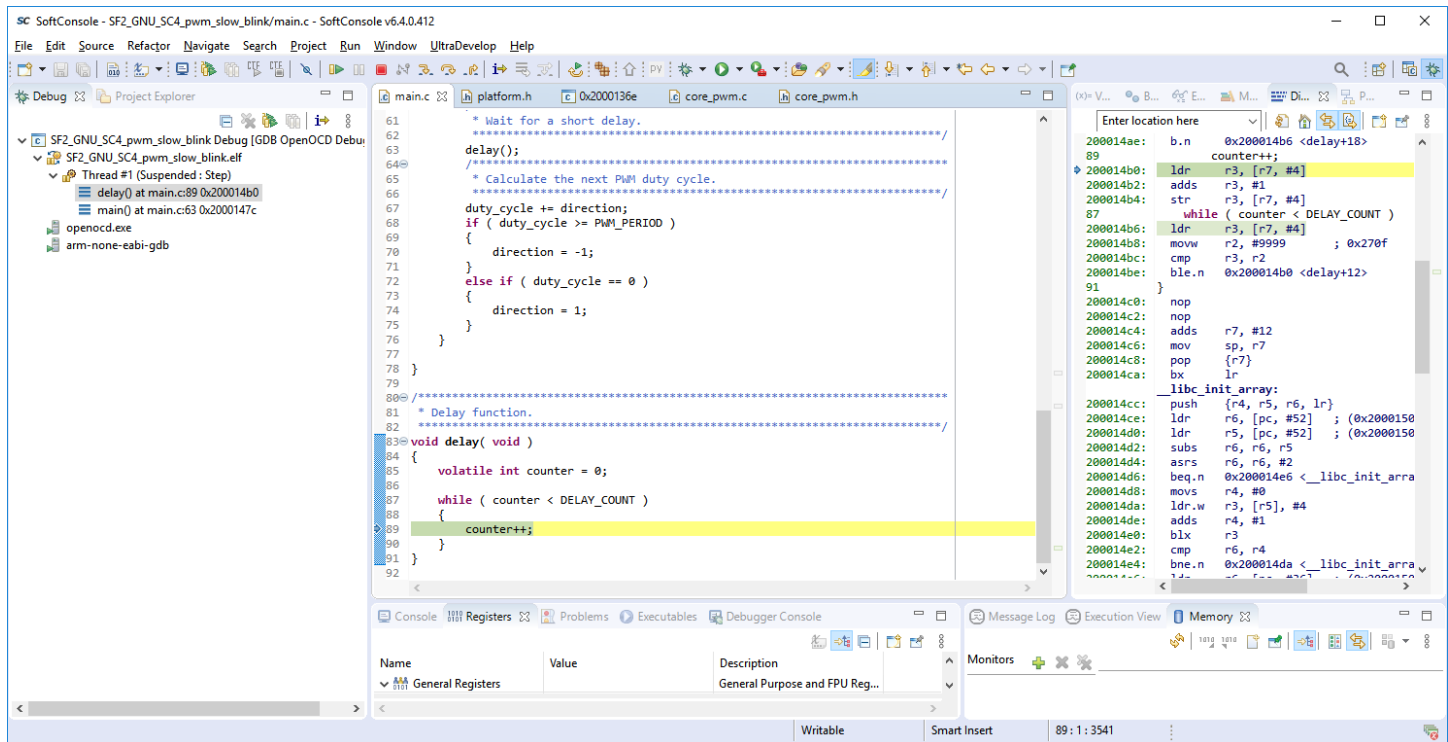 SC SoftConsole - SF2_GNU_SC4_pwm_slow_blink/main.c - SoftConsole v6.4.0.412
File Edit Source Refactor Navigate Search Project Run Window UltraDevelop Help
Debug Project Explorer
SF2_GNU_SC4_pwm_slow_blink Debug [GDB OpenOCD Debu
SF2_GNU_SC4_pwm_slow_blink.elf
Thread #1 (Suspended : Step)
delay() at main.c:89 0x200014b0
main() at main.c:63 0x2000147c
openocd.exe
arm-none-eabi-gdb
main.c platform.h 0x2000136e core_pwm.c core_pwm.h
61 * Wait for a short delay.
62 **********************************************************************/
63 delay();
64 /**********************************************************************
65 * Calculate the next PWM duty cycle.
66 **********************************************************************/
67 duty_cycle += direction;
68 if ( duty_cycle >= PWM_PERIOD )
69 {
70 direction = -1;
71 }
72 else if ( duty_cycle == 0 )
73 {
74 direction = 1;
75 }
76 }
77
78 }
79
80 /******************************************************************************
81 * Delay function.
82 *****************************************************************************/
83 void delay( void )
84 {
85 volatile int counter = 0;
86
87 while ( counter < DELAY_COUNT )
88 {
89 counter++;
90 }
91 }
92
(x)= V... B... E... M... Di... P...
Enter location here
200014ae: b.n 0x200014b6 <delay+18>
89 counter++;
200014b0: ldr r3, [r7, #4]
200014b2: adds r3, #1
200014b4: str r3, [r7, #4]
87 while ( counter < DELAY_COUNT )
200014b6: ldr r3, [r7, #4]
200014b8: movw r2, #9999 ; 0x270f
200014bc: cmp r3, r2
200014be: ble.n 0x200014b0 <delay+12>
91 }
200014c0: nop
200014c2: nop
200014c4: adds r7, #12
200014c6: mov sp, r7
200014c8: pop {r7}
200014ca: bx lr
__libc_init_array:
200014cc: push {r4, r5, r6, lr}
200014ce: ldr r6, [pc, #52] ; (0x2000150
200014d0: ldr r5, [pc, #52] ; (0x2000150
200014d2: subs r6, r6, r5
200014d4: asrs r6, r6, #2
200014d6: beq.n 0x200014e6 <__libc_init_arra
200014d8: movs r4, #0
200014da: ldr.w r3, [r5], #4
200014de: adds r4, #1
200014e0: blx r3
200014e2: cmp r6, r4
200014e4: bne.n 0x200014da <__libc_init_arra
Console Registers Problems Executables Debugger Console
Name Value Description
General Registers General Purpose and FPU Reg...
Message Log Execution View Memory
Monitors
Writable Smart Insert 89 : 1 : 3541